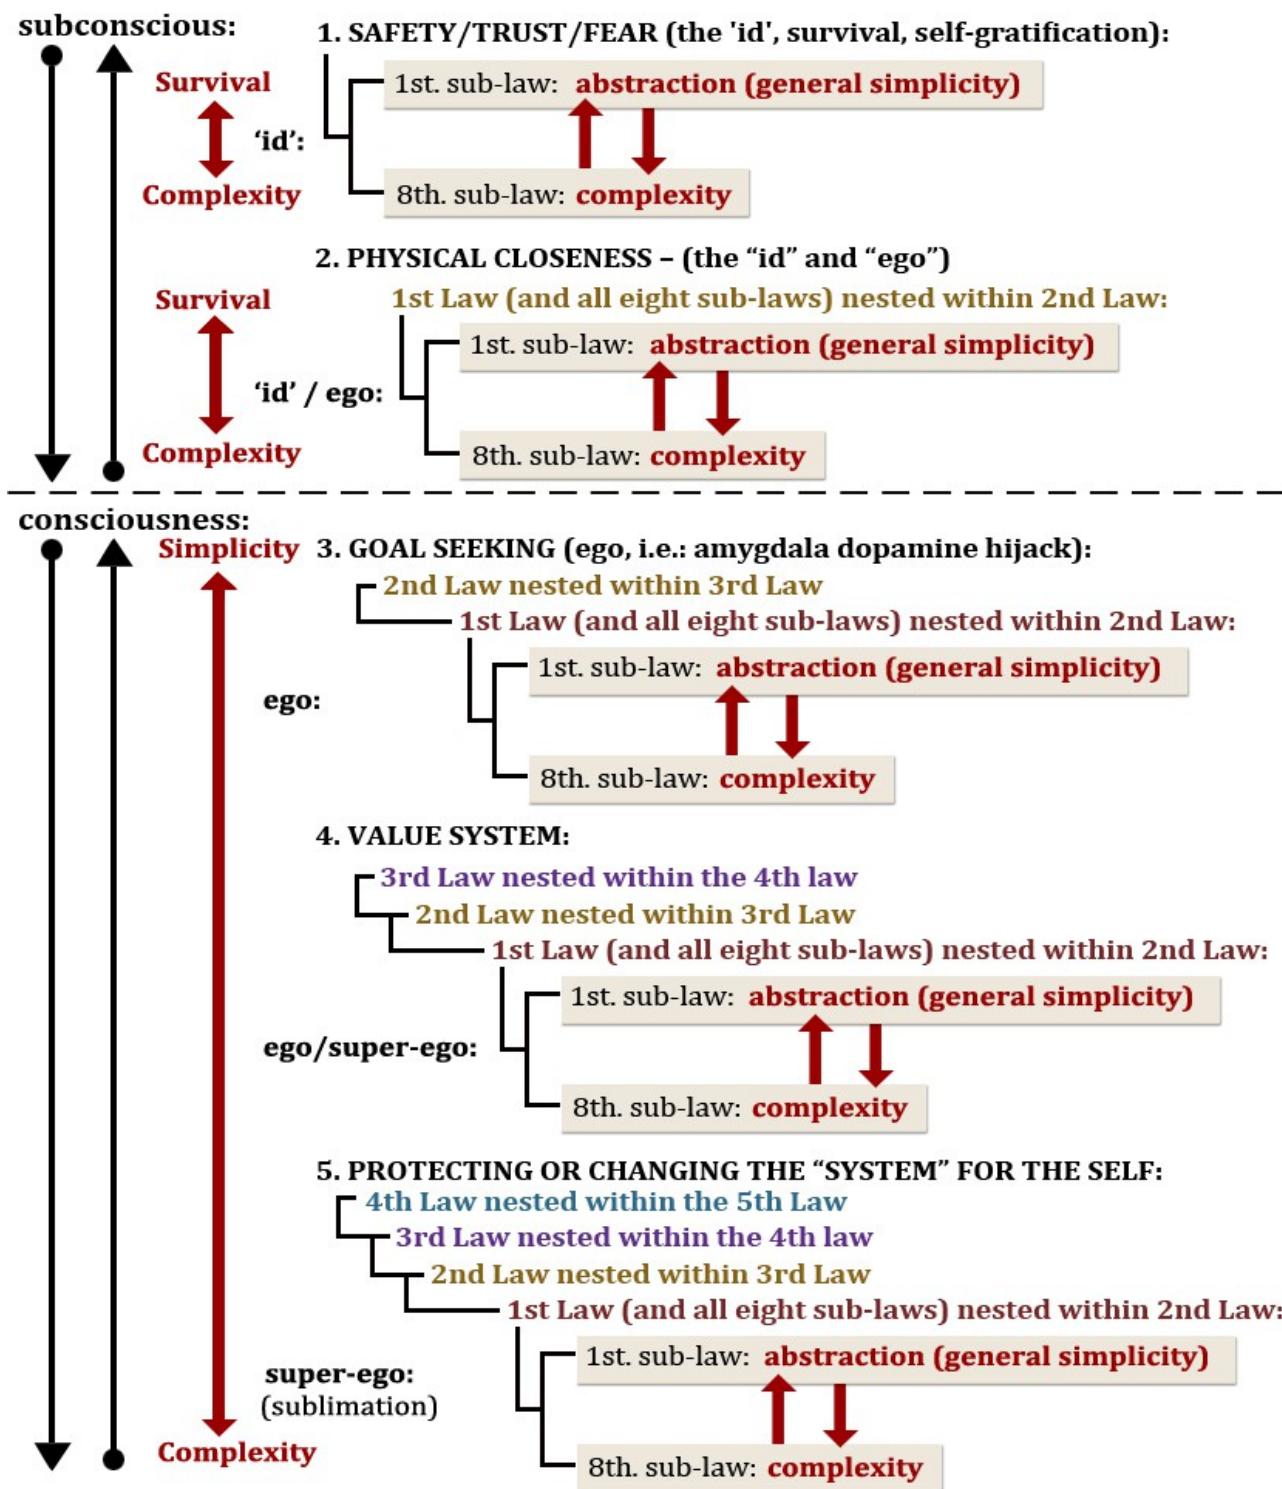 subconscious:
1. SAFETY/TRUST/FEAR (the 'id', survival, self-gratification):
Survival
1st. sub-law: abstraction (general simplicity)
‘id’:
Complexity
8th. sub-law: complexity
2. PHYSICAL CLOSENESS – (the “id” and “ego”)
Survival
1st Law (and all eight sub-laws) nested within 2nd Law:
1st. sub-law: abstraction (general simplicity)
‘id’ / ego:
Complexity
8th. sub-law: complexity
consciousness:
Simplicity
3. GOAL SEEKING (ego, i.e.: amygdala dopamine hijack):
2nd Law nested within 3rd Law
1st Law (and all eight sub-laws) nested within 2nd Law:
1st. sub-law: abstraction (general simplicity)
ego:
8th. sub-law: complexity
4. VALUE SYSTEM:
3rd Law nested within the 4th law
2nd Law nested within 3rd Law
1st Law (and all eight sub-laws) nested within 2nd Law:
1st. sub-law: abstraction (general simplicity)
ego/super-ego:
8th. sub-law: complexity
5. PROTECTING OR CHANGING THE “SYSTEM” FOR THE SELF:
4th Law nested within the 5th Law
3rd Law nested within the 4th law
2nd Law nested within 3rd Law
1st Law (and all eight sub-laws) nested within 2nd Law:
1st. sub-law: abstraction (general simplicity)
super-ego:
(sublimation)
Complexity
8th. sub-law: complexity